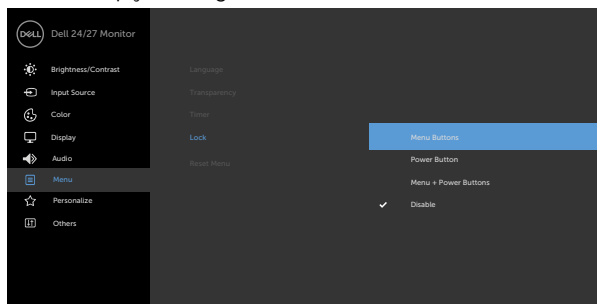 DELL
Dell 24/27 Monitor
Brightness/Contrast
Input Source
Color
Display
Audio
Menu
Personalize
Others
Language
Transparency
Timer
Lock
Reset Menu
Menu Buttons
Power Button
Menu + Power Buttons
Disable